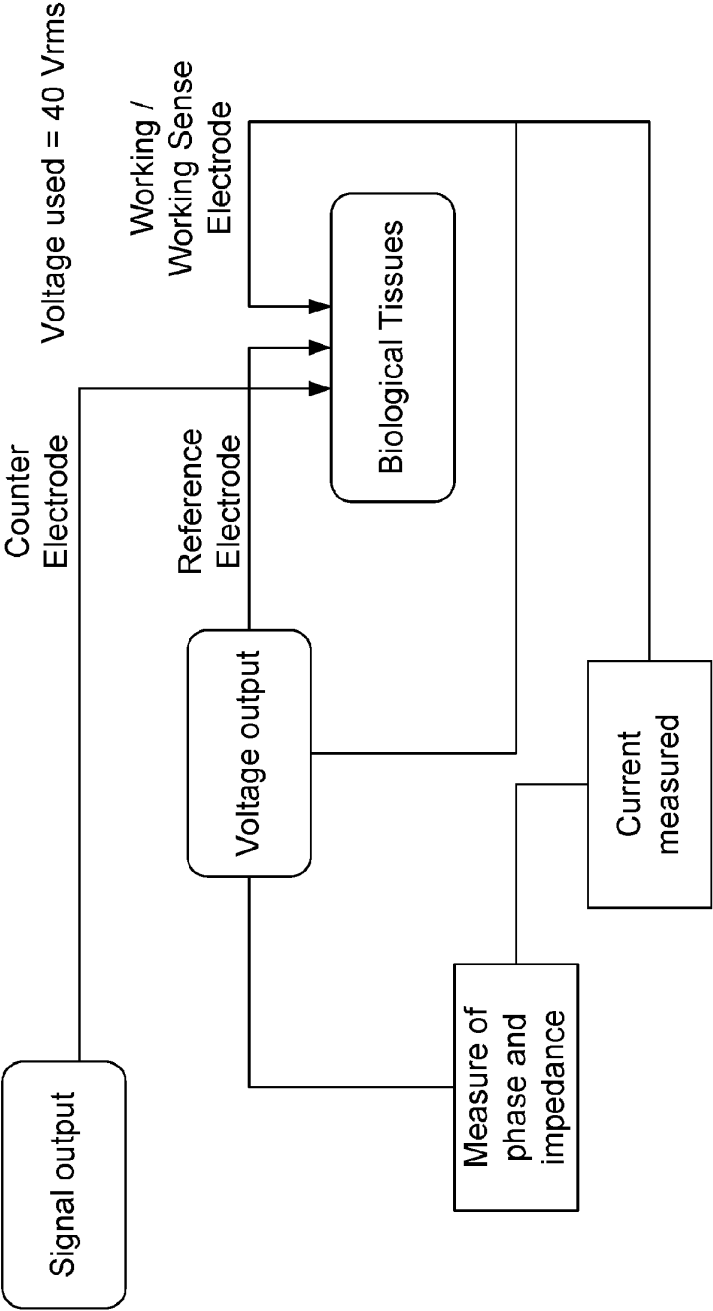 Voltage used = 40 Vrms
Counter
Electrode
Working /
Working Sense
Electrode
Reference
Electrode
Signal output
Voltage output
Biological Tissues
Measure of
phase and
impedance
Current
measured